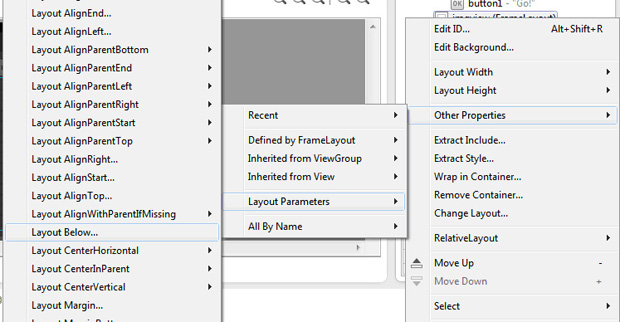 Layout AlignEnd...
Layout AlignLeft...
Layout AlignParentBottom
Layout AlignParentEnd
Layout AlignParentLeft
Layout AlignParentRight
Layout AlignParentStart
Layout AlignParentTop
Layout AlignRight...
Layout AlignStart...
Layout AlignTop...
Layout AlignWithParentIfMissing
Layout Below...
Layout CenterHorizontal
Layout CenterInParent
Layout CenterVertical
Layout Margin...
Recent
Defined by FrameLayout
Inherited from ViewGroup
Inherited from View
Layout Parameters
All By Name
OK button1 - "Go!"
(FrameLayout)
Edit ID... Alt+Shift+R
Edit Background...
Layout Width
Layout Height
Other Properties
Extract Include...
Extract Style...
Wrap in Container...
Remove Container...
Change Layout...
RelativeLayout
Move Up -
Move Down +
Select